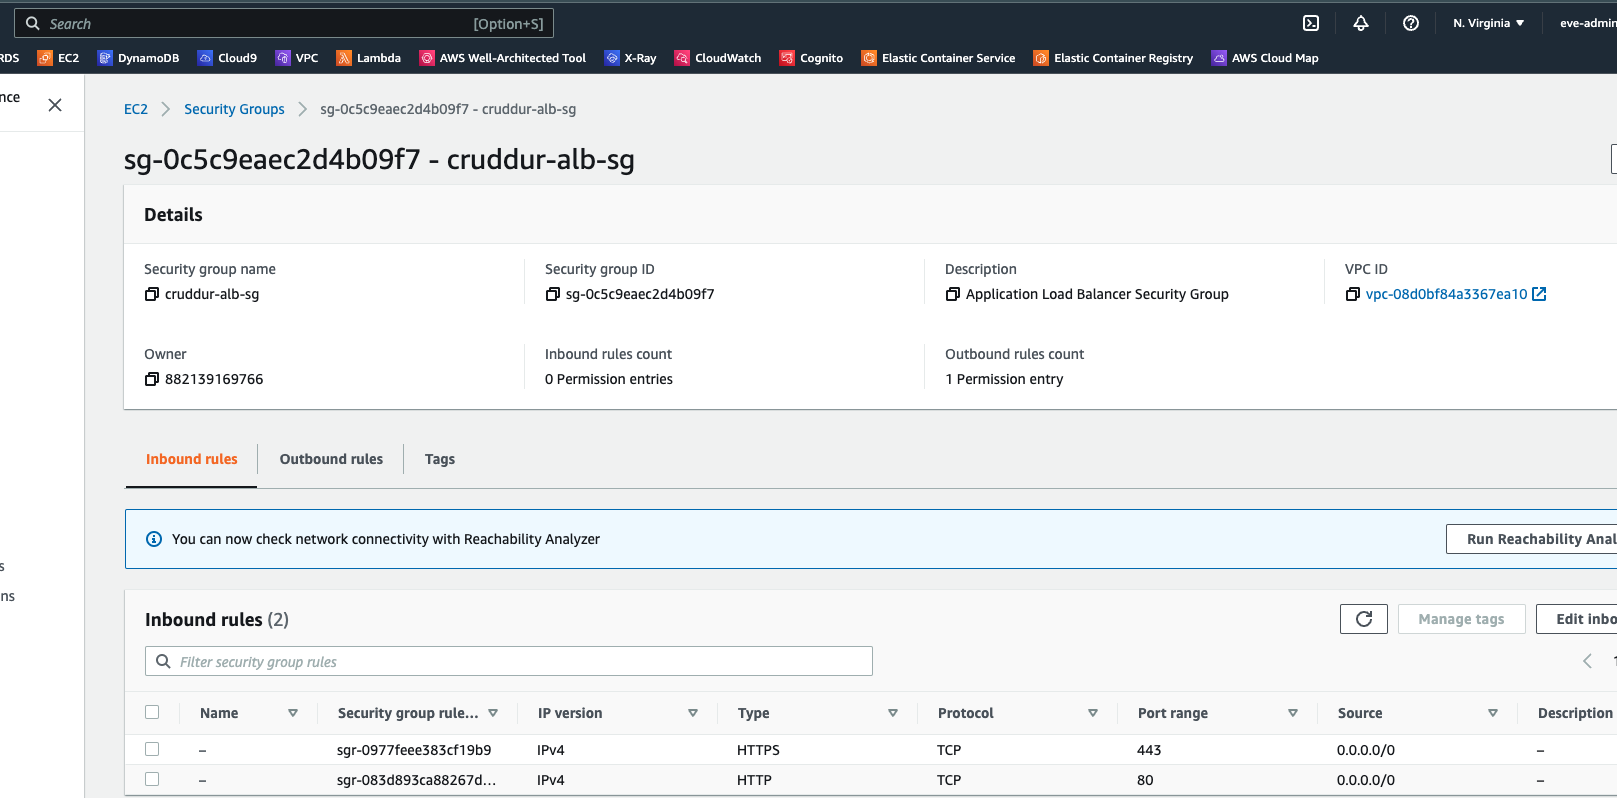 Search [Option+S] N. Virginia ▼ eve-admin
RDS EC2 DynamoDB Cloud9 VPC Lambda AWS Well-Architected Tool X-Ray CloudWatch Cognito Elastic Container Service Elastic Container Registry AWS Cloud Map
nce
EC2 > Security Groups > sg-0c5c9eaec2d4b09f7 - cruddur-alb-sg
sg-0c5c9eaec2d4b09f7 - cruddur-alb-sg
Details
Security group name Security group ID Description VPC ID
cruddur-alb-sg sg-0c5c9eaec2d4b09f7 Application Load Balancer Security Group vpc-08d0bf84a3367ea10
Owner Inbound rules count Outbound rules count
882139169766 0 Permission entries 1 Permission entry
Inbound rules Outbound rules Tags
You can now check network connectivity with Reachability Analyzer Run Reachability Anal
s
ns
Inbound rules (2) Manage tags Edit inbo
Filter security group rules 1
Name Security group rule... IP version Type Protocol Port range Source Description
– sgr-0977feee383cf19b9 IPv4 HTTPS TCP 443 0.0.0.0/0 –
– sgr-083d893ca88267d... IPv4 HTTP TCP 80 0.0.0.0/0 –